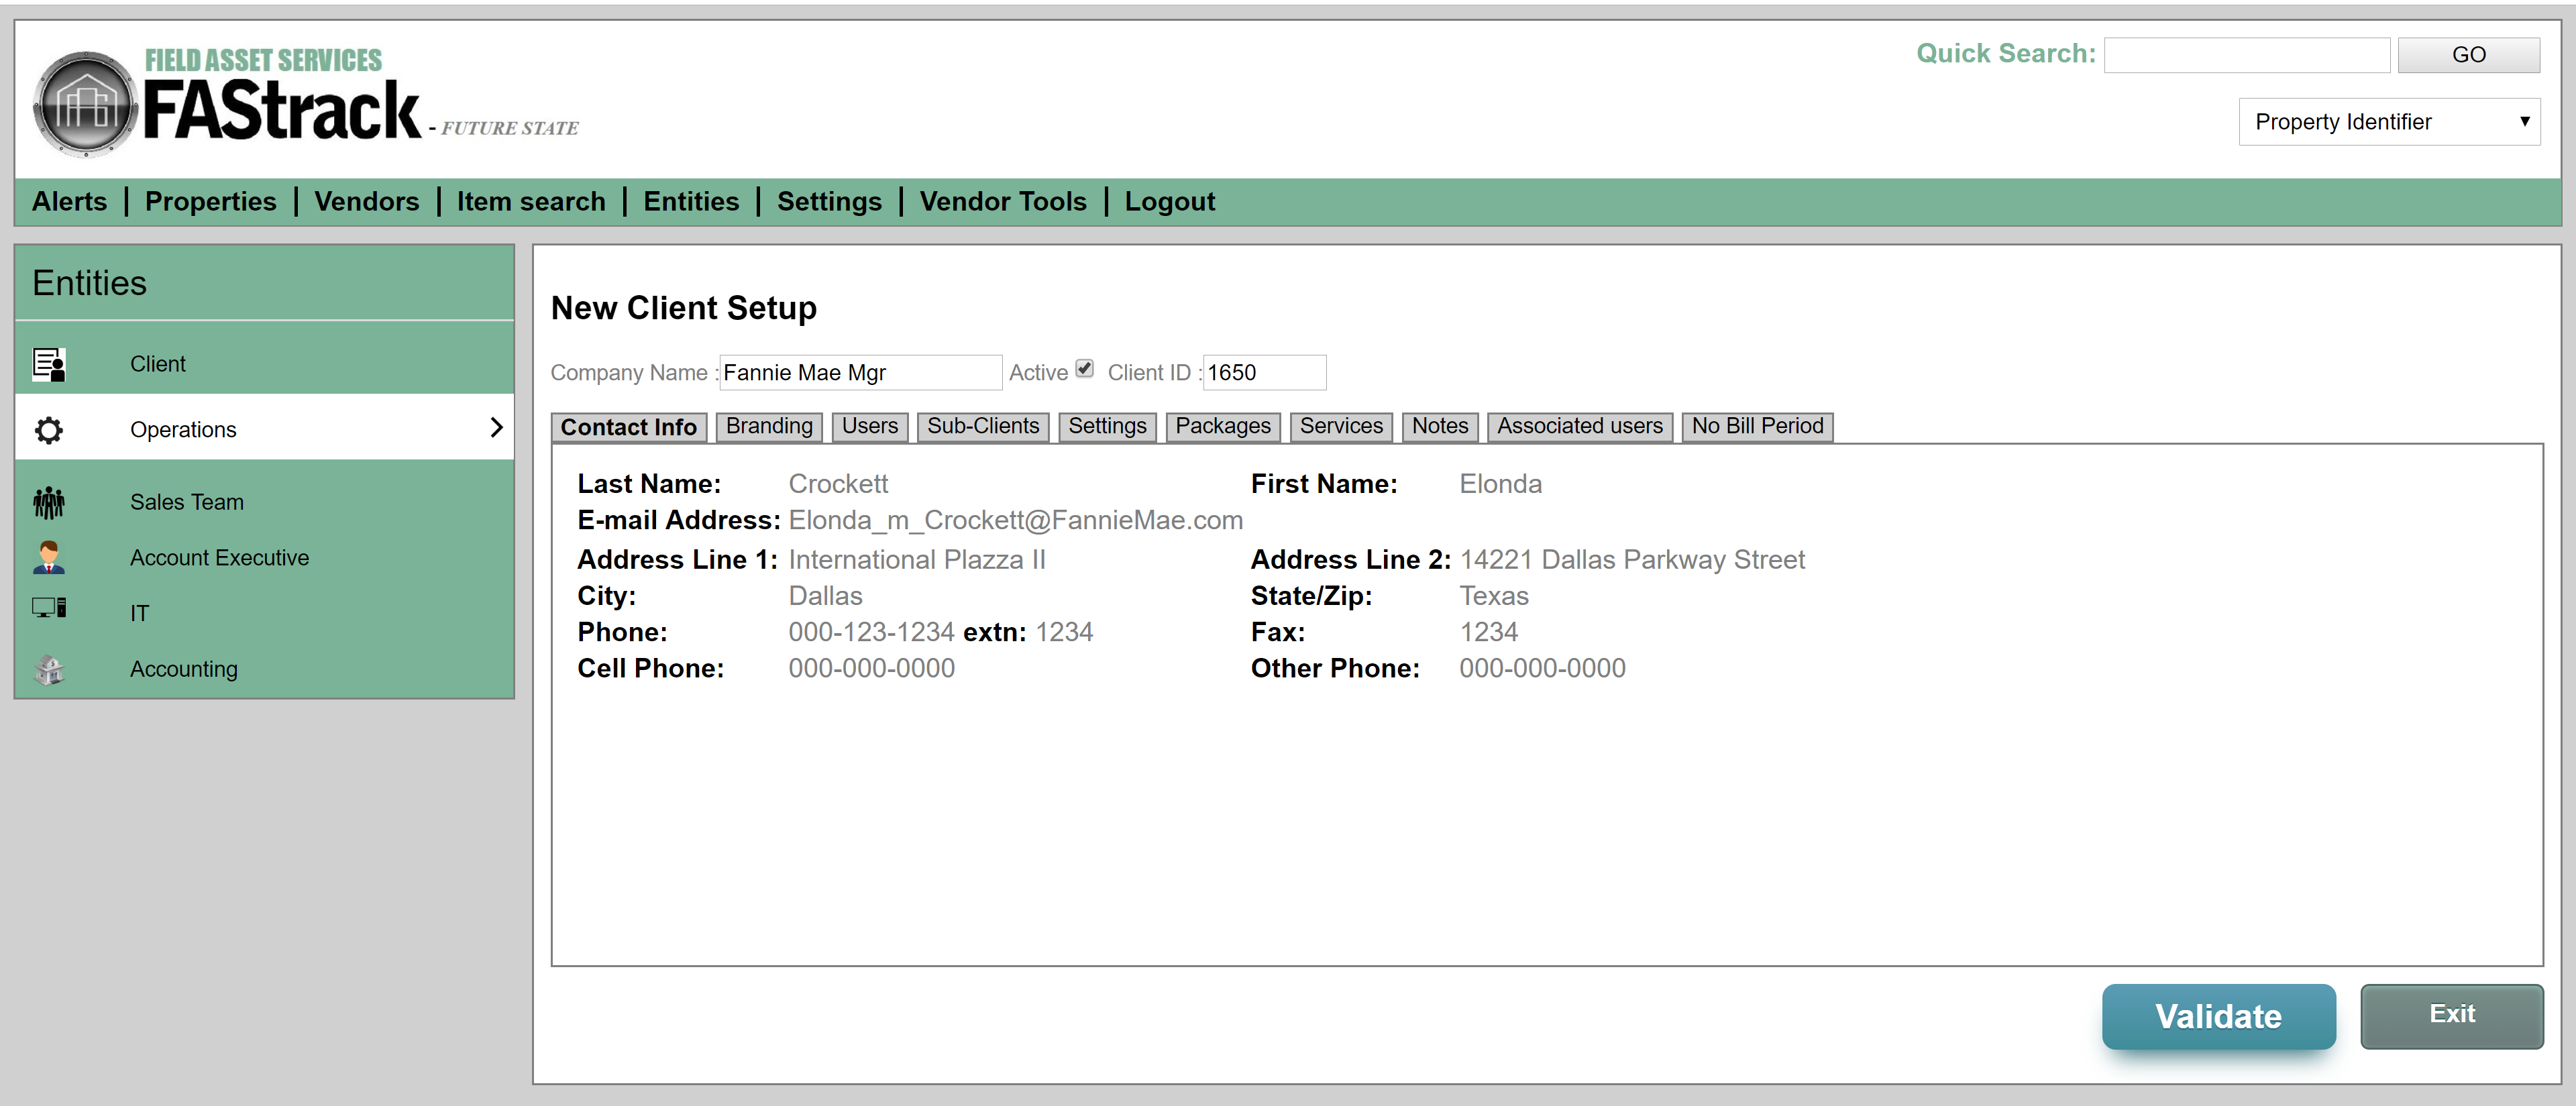 FIELD ASSET SERVICES
FAStrack - FUTURE STATE
Quick Search: GO
Property Identifier
Alerts | Properties | Vendors | Item search | Entities | Settings | Vendor Tools | Logout
Entities
Client
Operations
Sales Team
Account Executive
IT
Accounting
New Client Setup
Company Name : Fannie Mae Mgr Active Client ID : 1650
Contact Info Branding Users Sub-Clients Settings Packages Services Notes Associated users No Bill Period
Last Name: Crockett First Name: Elonda
E-mail Address: Elonda_m_Crockett@FannieMae.com
Address Line 1: International Plazza II Address Line 2: 14221 Dallas Parkway Street
City: Dallas State/Zip: Texas
Phone: 000-123-1234 extn: 1234 Fax: 1234
Cell Phone: 000-000-0000 Other Phone: 000-000-0000
Validate Exit